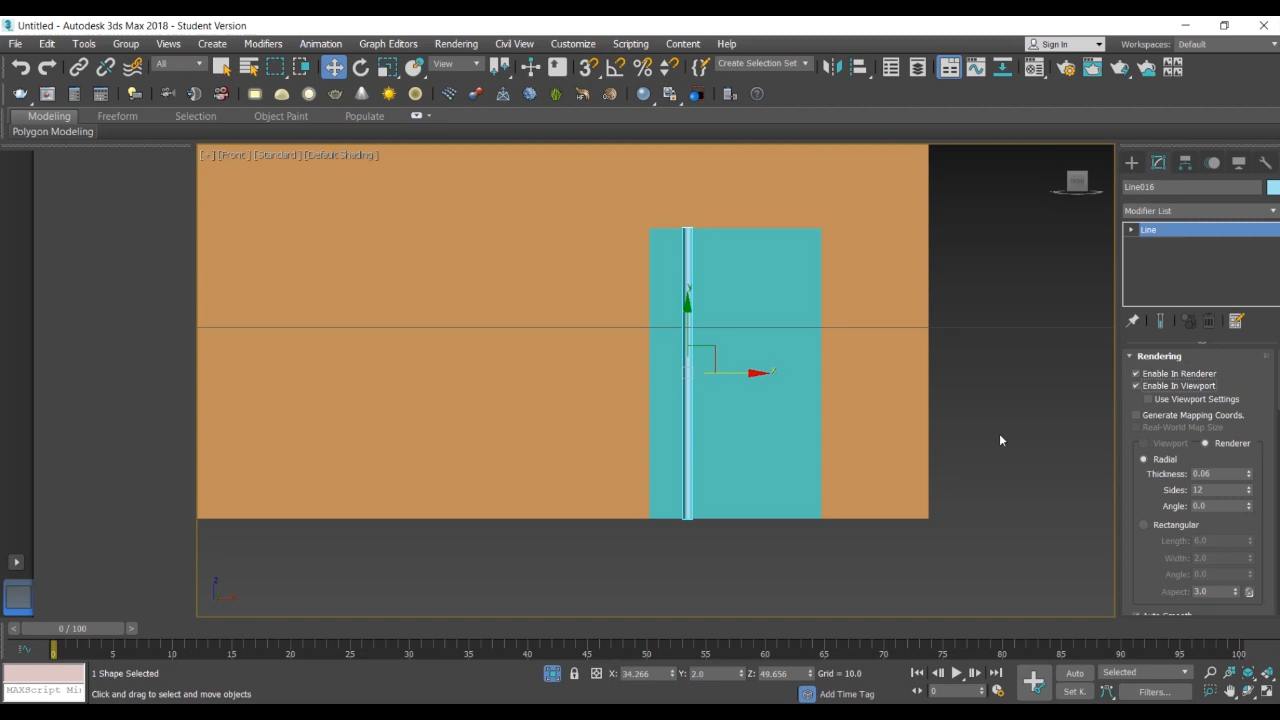 Untitled - Autodesk 3ds Max 2018 - Student Version
File Edit Tools Group Views Create Modifiers Animation Graph Editors Rendering Civil View Customize Scripting Content Help Sign In Workspaces: Default
All View Create Selection Set
Modeling Freeform Selection Object Paint Populate
Polygon Modeling
[+] [Front ] [Standard ] [Default Shading ]
Line016
Modifier List
Line
Rendering
Enable In Renderer
Enable In Viewport
Use Viewport Settings
Generate Mapping Coords.
Real-World Map Size
Viewport Renderer
Radial
Thickness: 0.06
Sides: 12
Angle: 0.0
Rectangular
Length: 6.0
Width: 2.0
Angle: 0.0
Aspect: 3.0
Auto Smooth
z
< 0 / 100 >
0 5 10 15 20 25 30 35 40 45 50 55 60 65 70 75 80 85 90 95 100
1 Shape Selected X: 34.266 Y: 2.0 Z: 49.656 Grid = 10.0 Auto Selected
MAXScript Mi Click and drag to select and move objects Add Time Tag 0 Set K. Filters...